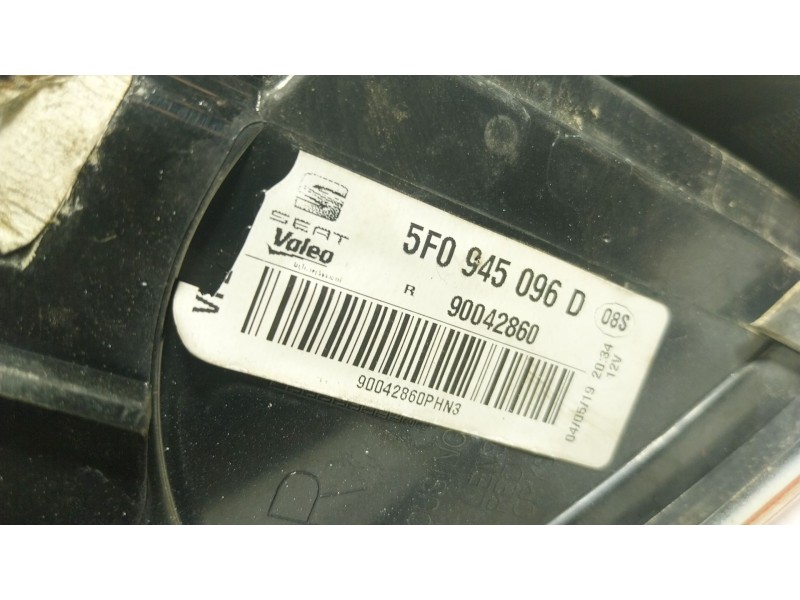 SEAT
Valeo
5F0 945 096 D
R 90042860
08S
90042860PHN3
04/05/19 20:34
12V